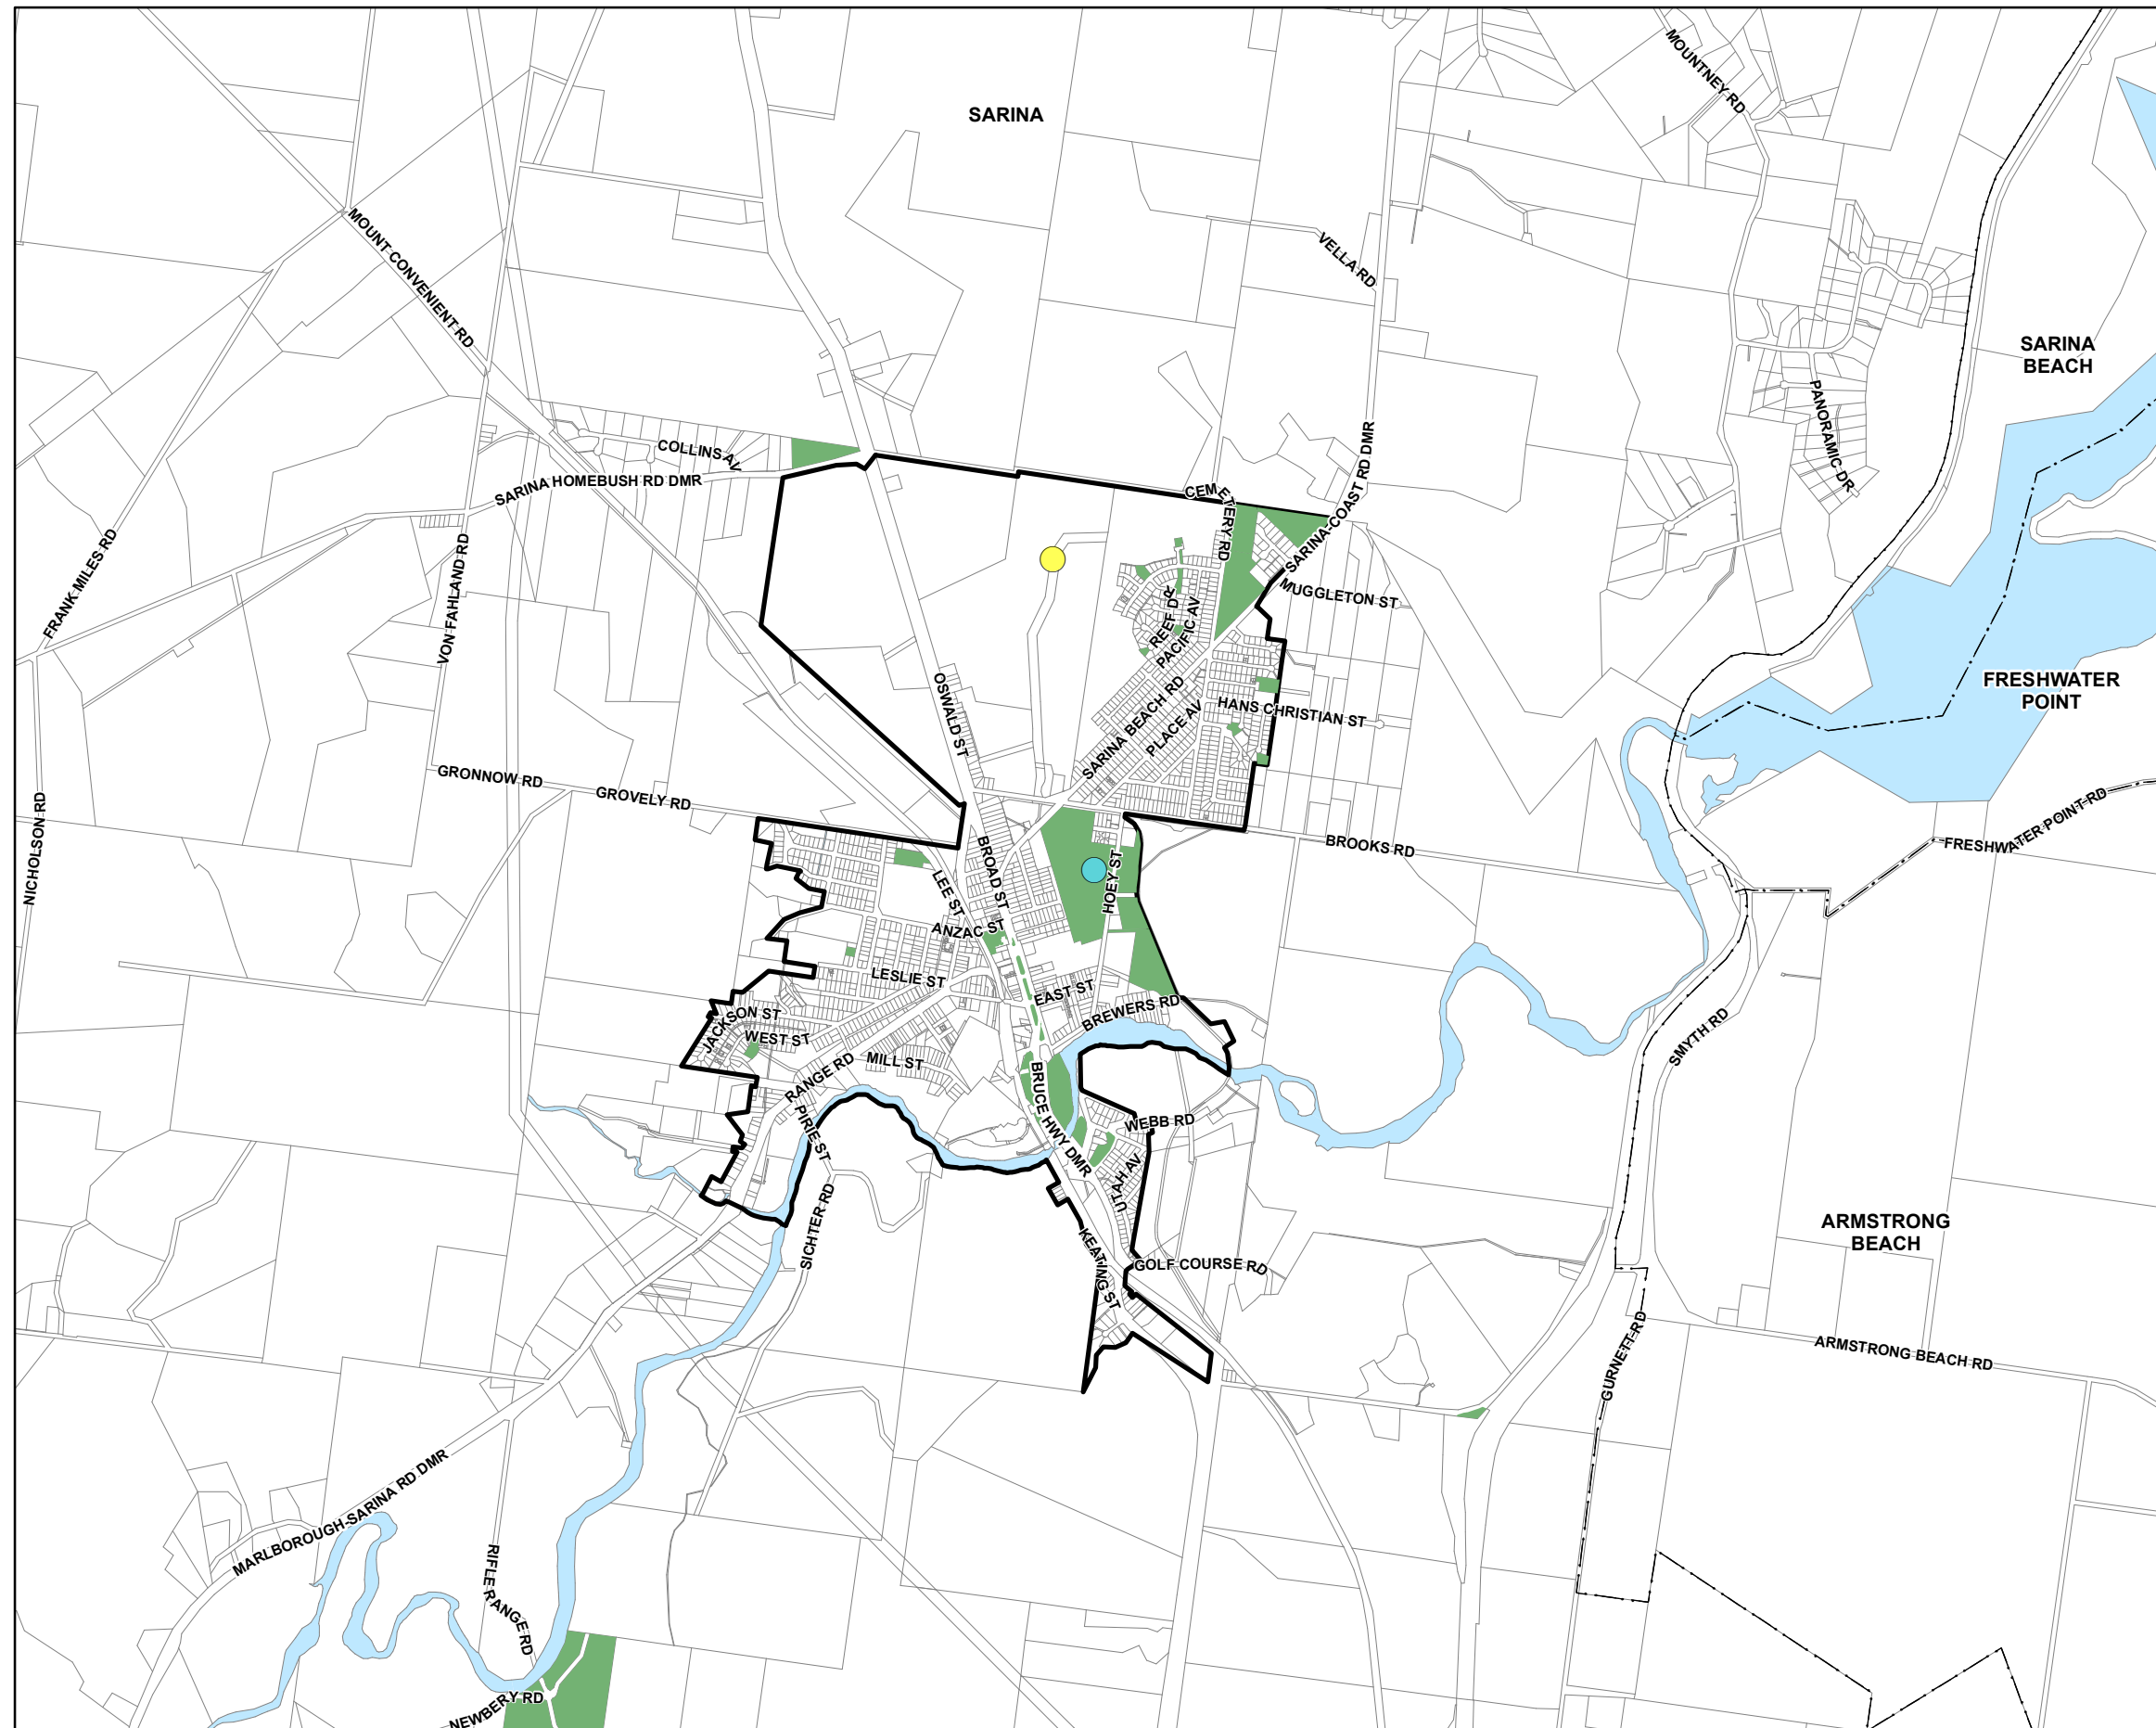 MOUNTNEY RD
SARINA
MOUNT CONVENIENT RD
VELLA RD
SARINA
BEACH
PANORAMIC DR
COLLINS AV
SARINA HOMEBUSH RD DMR
CEMETERY RD
SARINA-COAST RD DMR
FRANK MILES RD
VON FAHLAND RD
MUGGLETON ST
REEF DR
PACIFIC AV
OSWALD ST
SARINA BEACH RD
PLACE AV
HANS CHRISTIAN ST
FRESHWATER
POINT
GRONNOW RD
GROVELY RD
NICHOLSON RD
BROOKS RD
FRESHWATER POINT RD
BROAD ST
LEE ST
HOEY ST
ANZAC ST
LESLIE ST
EAST ST
BREWERS RD
JACKSON ST
WEST ST
MILL ST
RANGE RD
SMYTH RD
BRUCE HWY DMR
PIRIE ST
WEBB RD
UTAH AV
SICHTER RD
KEATING ST
GOLF COURSE RD
ARMSTRONG
BEACH
GURNETT RD
ARMSTRONG BEACH RD
MARLBOROUGH-SARINA RD DMR
RIFLE RANGE RD
NEWBERY RD